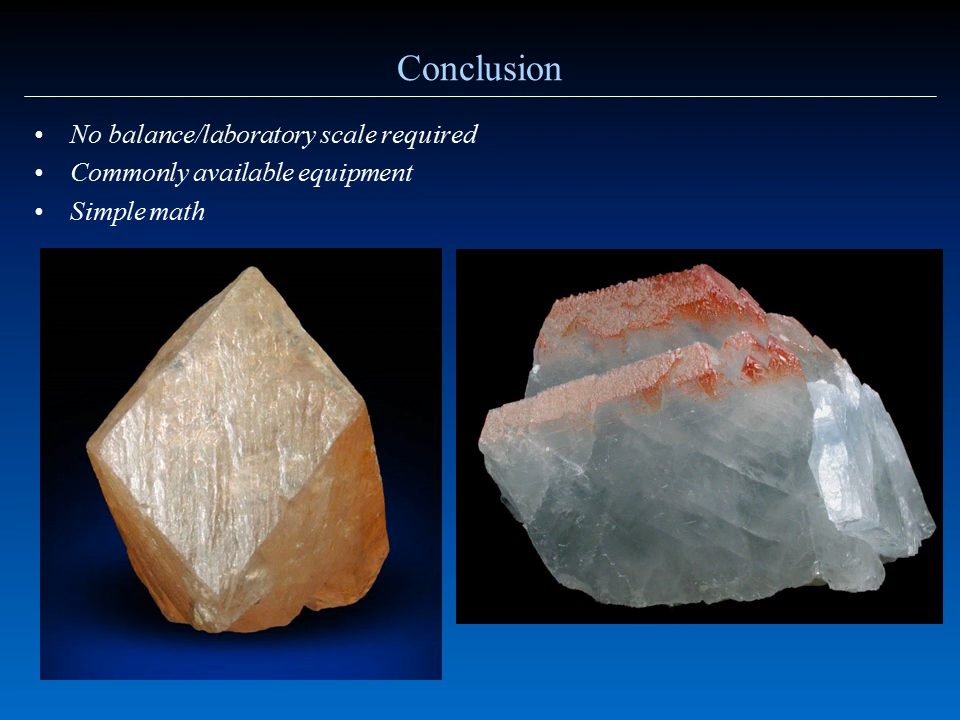 Conclusion
• No balance/laboratory scale required
• Commonly available equipment
• Simple math